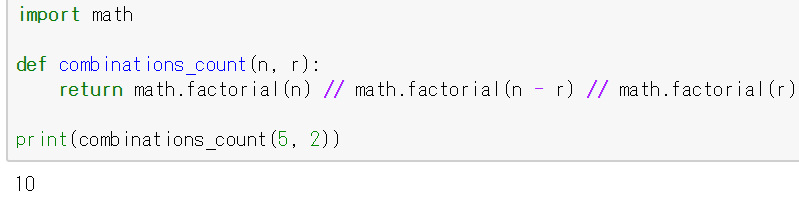 import math
def combinations_count(n, r):
    return math.factorial(n) // math.factorial(n - r) // math.factorial(r)
print(combinations_count(5, 2))
10